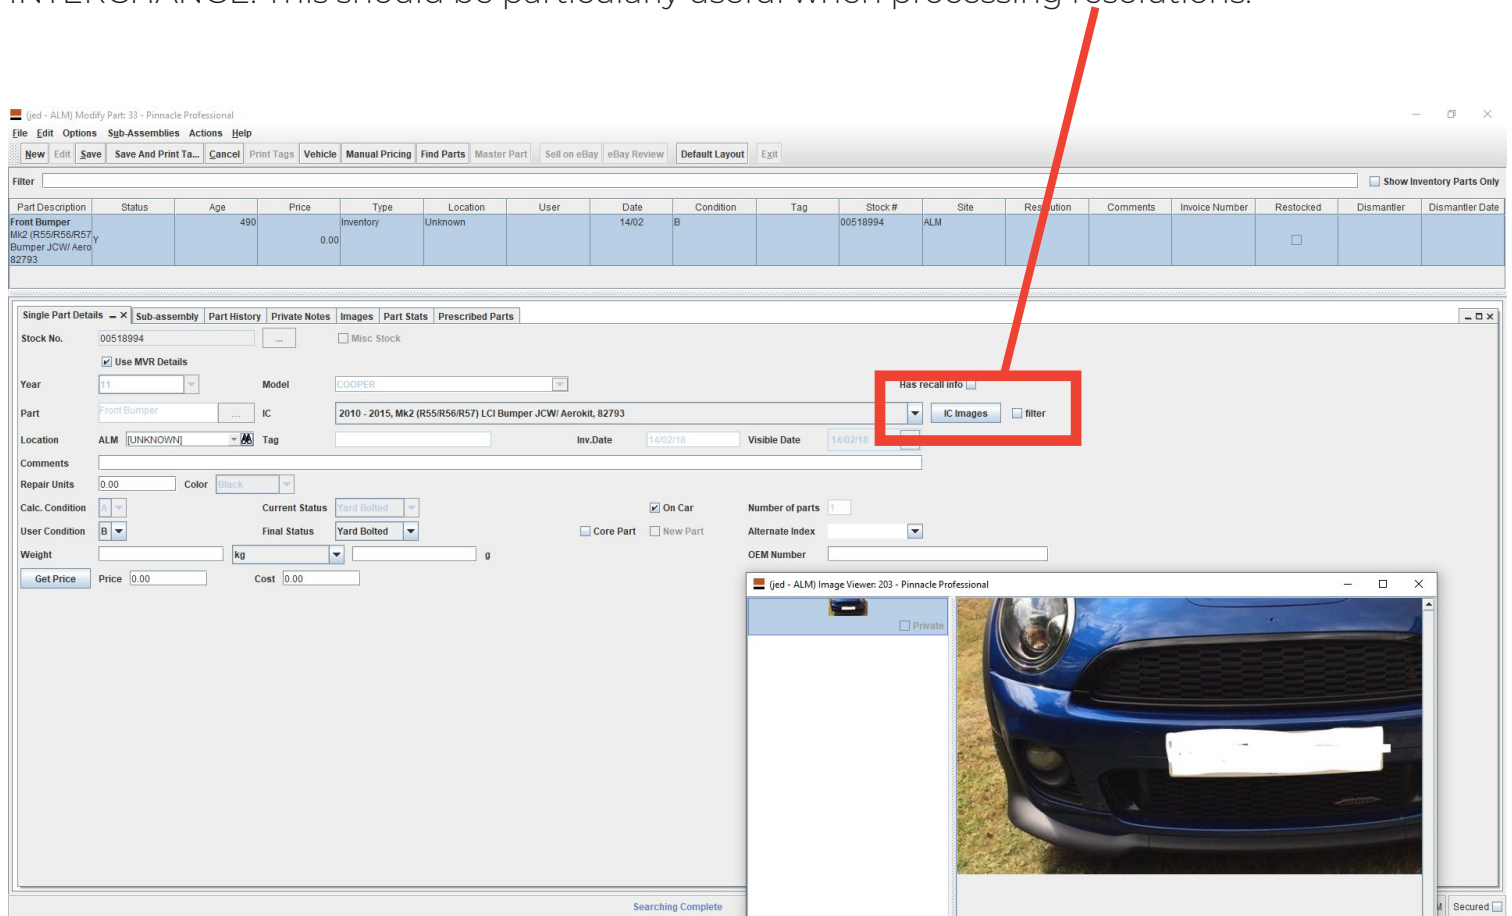 INTERCHANGE. This should be particularly useful when processing resolutions.
(jed - ALM) Modify Part: 33 - Pinnacle Professional
File Edit Options Sub-Assemblies Actions Help
New Edit Save Save And Print Ta... Cancel Print Tags Vehicle Manual Pricing Find Parts Master Part Sell on eBay eBay Review Default Layout Exit
Filter Show Inventory Parts Only
Part Description Status Age Price Type Location User Date Condition Tag Stock # Site Resolution Comments Invoice Number Restocked Dismantler Dismantler Date
Front Bumper 490 Inventory Unknown 14/02 B 00518994 ALM
Mk2 (R55/R56/R57 Y 0.00
Bumper JCW/ Aero
82793
Single Part Details Sub-assembly Part History Private Notes Images Part Stats Prescribed Parts
Stock No. 00518994 ... Misc Stock
Use MVR Details
Year 11 Model COOPER Has recall info
Part Front Bumper ... IC 2010 - 2015, Mk2 (R55/R56/R57) LCI Bumper JCW/ Aerokit, 82793 IC Images filter
Location ALM [UNKNOWN] Tag Inv.Date 14/02/18 Visible Date 14/02/18
Comments
Repair Units 0.00 Color Black
Calc. Condition A Current Status Yard Bolted On Car Number of parts 1
User Condition B Final Status Yard Bolted Core Part New Part Alternate Index
Weight kg g OEM Number
Get Price Price 0.00 Cost 0.00
(jed - ALM) Image Viewer: 203 - Pinnacle Professional
Private
Searching Complete
M Secured